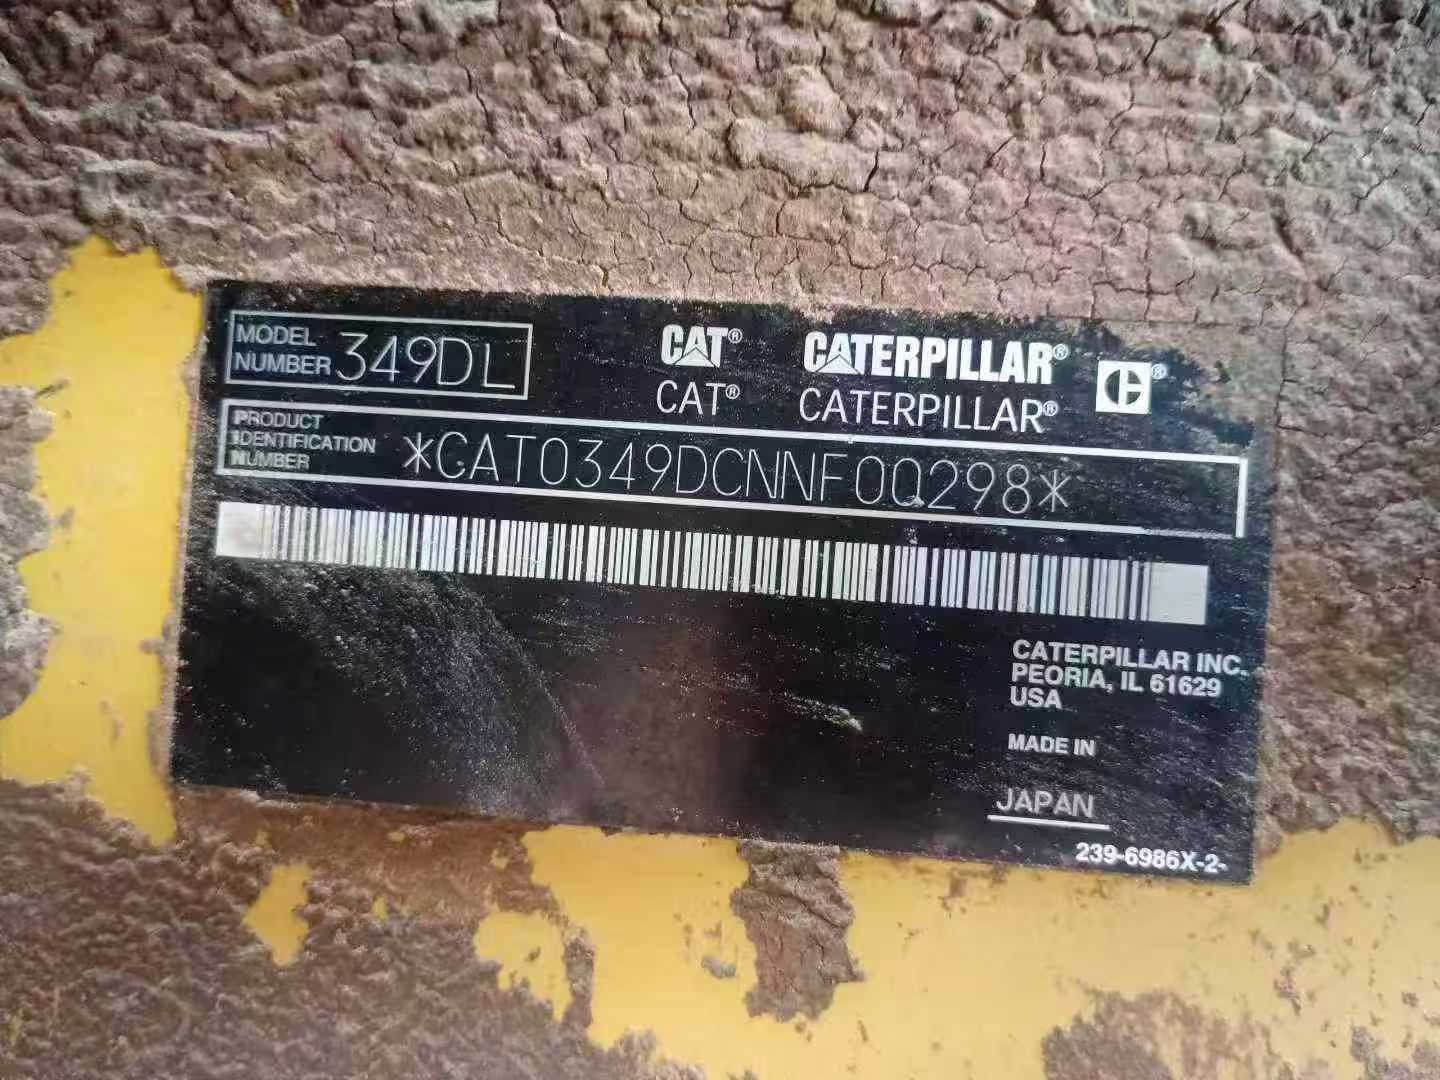 MODEL
NUMBER 349DL
CAT® CATERPILLAR®
CAT® CATERPILLAR®
PRODUCT
IDENTIFICATION
NUMBER
*CAT0349DCNNF00298*
CATERPILLAR INC.
PEORIA, IL 61629
USA
MADE IN
JAPAN
239-6986X-2-